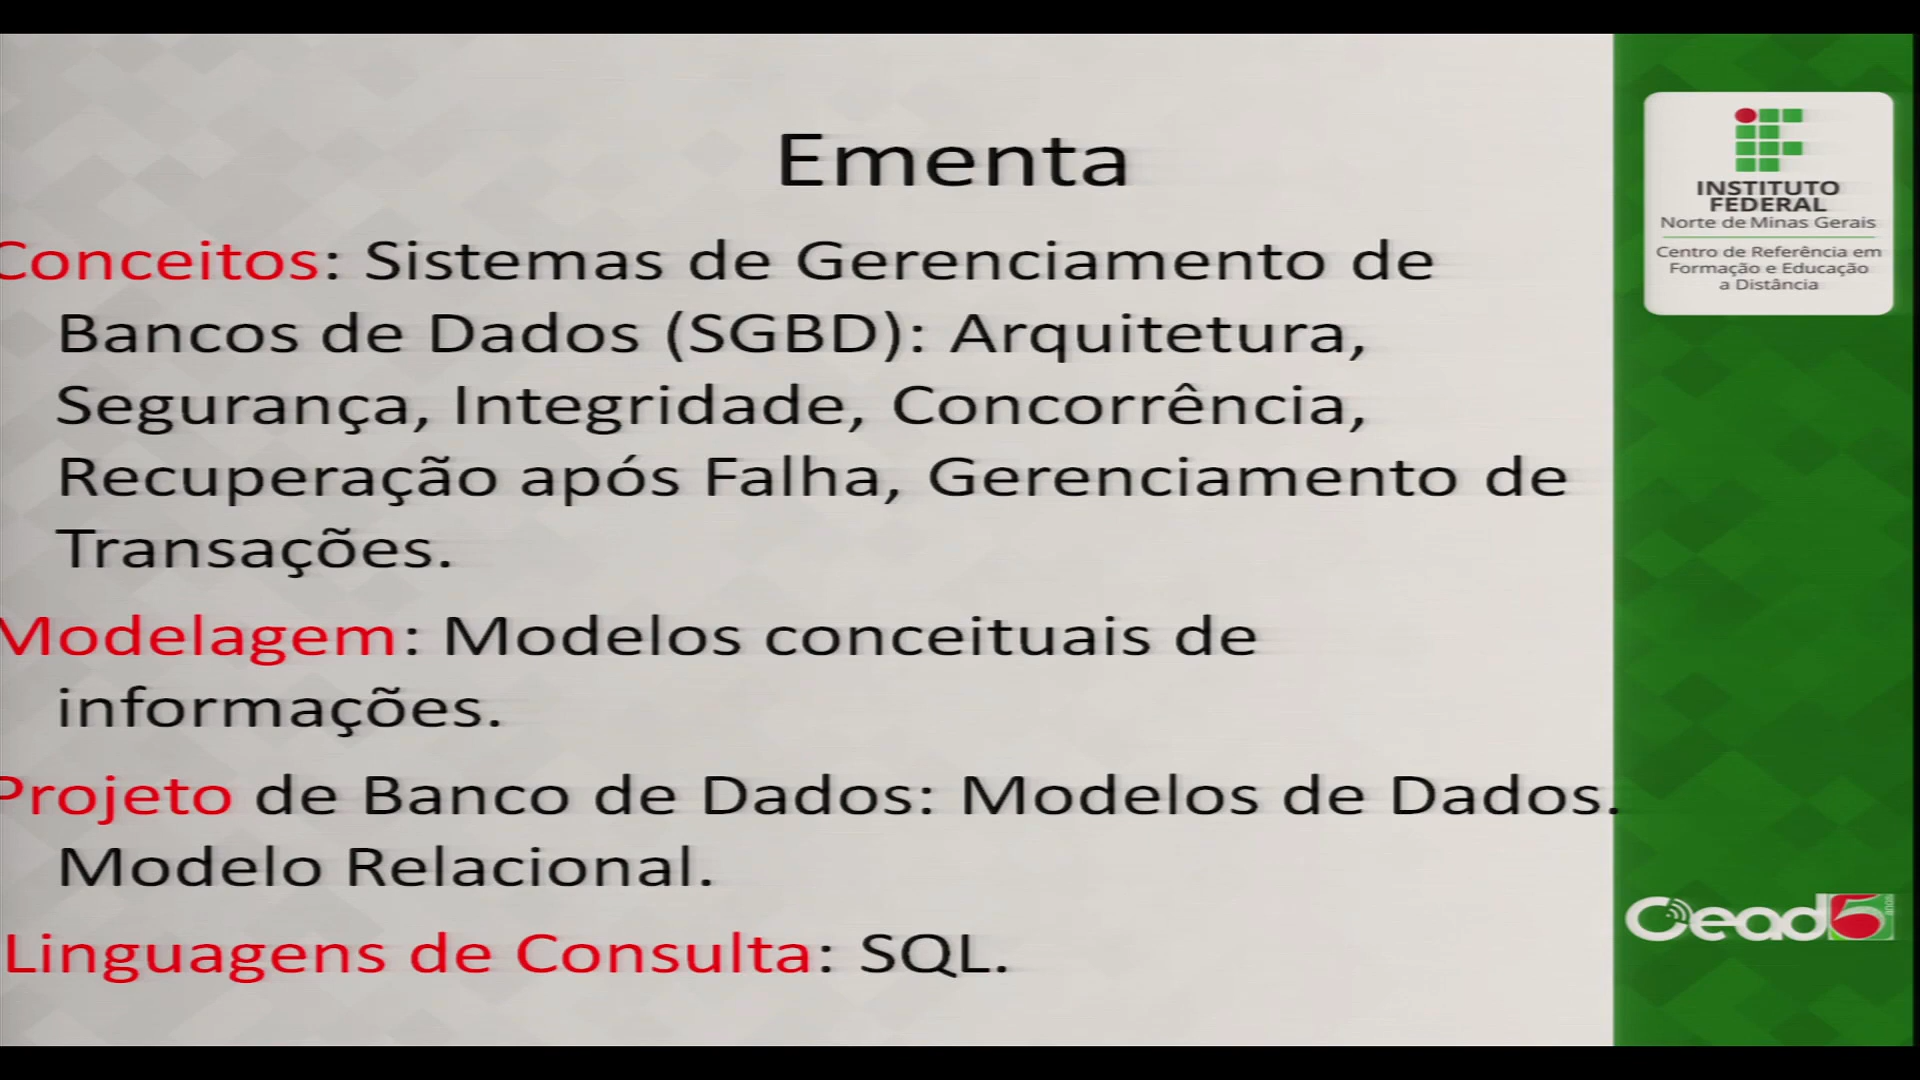 Ementa
Conceitos: Sistemas de Gerenciamento de
Bancos de Dados (SGBD): Arquitetura,
Segurança, Integridade, Concorrência,
Recuperação após Falha, Gerenciamento de
Transações.
Modelagem: Modelos conceituais de
informações.
Projeto de Banco de Dados: Modelos de Dados.
Modelo Relacional.
Linguagens de Consulta: SQL.
INSTITUTO
FEDERAL
Norte de Minas Gerais
Centro de Referência em
Formação e Educação
a Distância
Cead5
anos